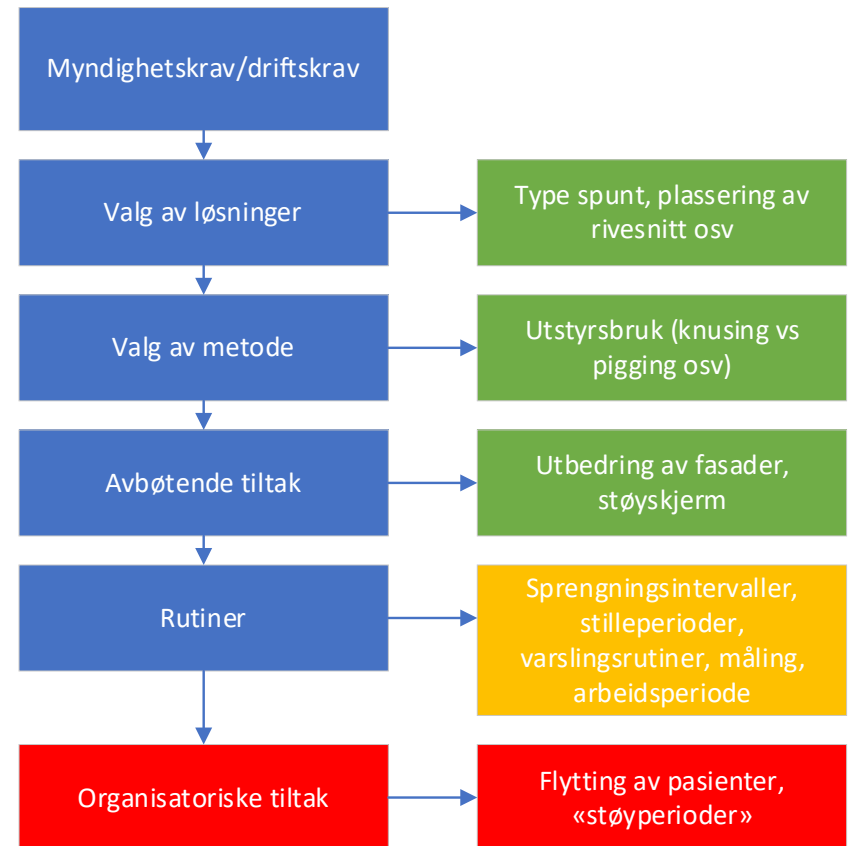 Myndighetskrav/driftskrav
Valg av løsninger
Type spunt, plassering av
rivesnitt osv
Valg av metode
Utstyrsbruk (knusing vs
pigging osv)
Avbøtende tiltak
Utbedring av fasader,
støyskjerm
Rutiner
Sprengningsintervaller,
stilleperioder,
varslingsrutiner, måling,
arbeidsperiode
Organisatoriske tiltak
Flytting av pasienter,
«støyperioder»